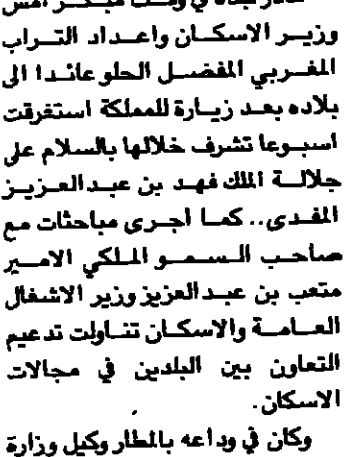 وزير الاسكان واعداد التراب
المغربي المفضل الحلو عائدا الى
بلاده بعد زيارة للمملكة استغرقت
اسبوعا تشرف خلالها بالسلام على
جلالة الملك فهد بن عبدالعزيز
المفدى.. كما اجرى مباحثات مع
صاحب السمو الملكي الامير
متعب بن عبدالعزيز وزير الاشغال
العامة والاسكان تناولت تدعيم
التعاون بين البلدين في مجالات
الاسكان.
وكان في وداعه بالمطار وكيل وزارة